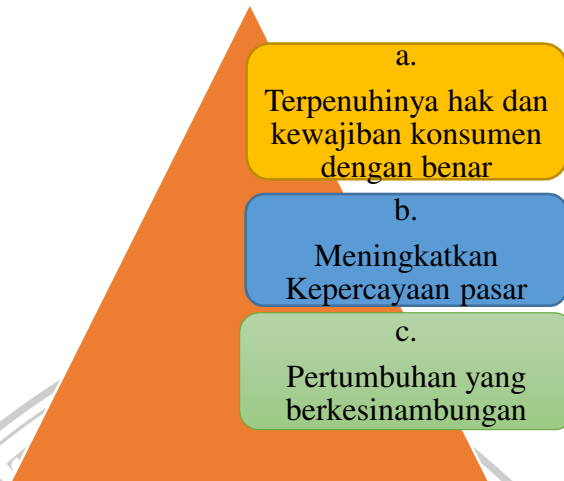 a.
Terpenuhinya hak dan
kewajiban konsumen
dengan benar
b.
Meningkatkan
Kepercayaan pasar
c.
Pertumbuhan yang
berkesinambungan